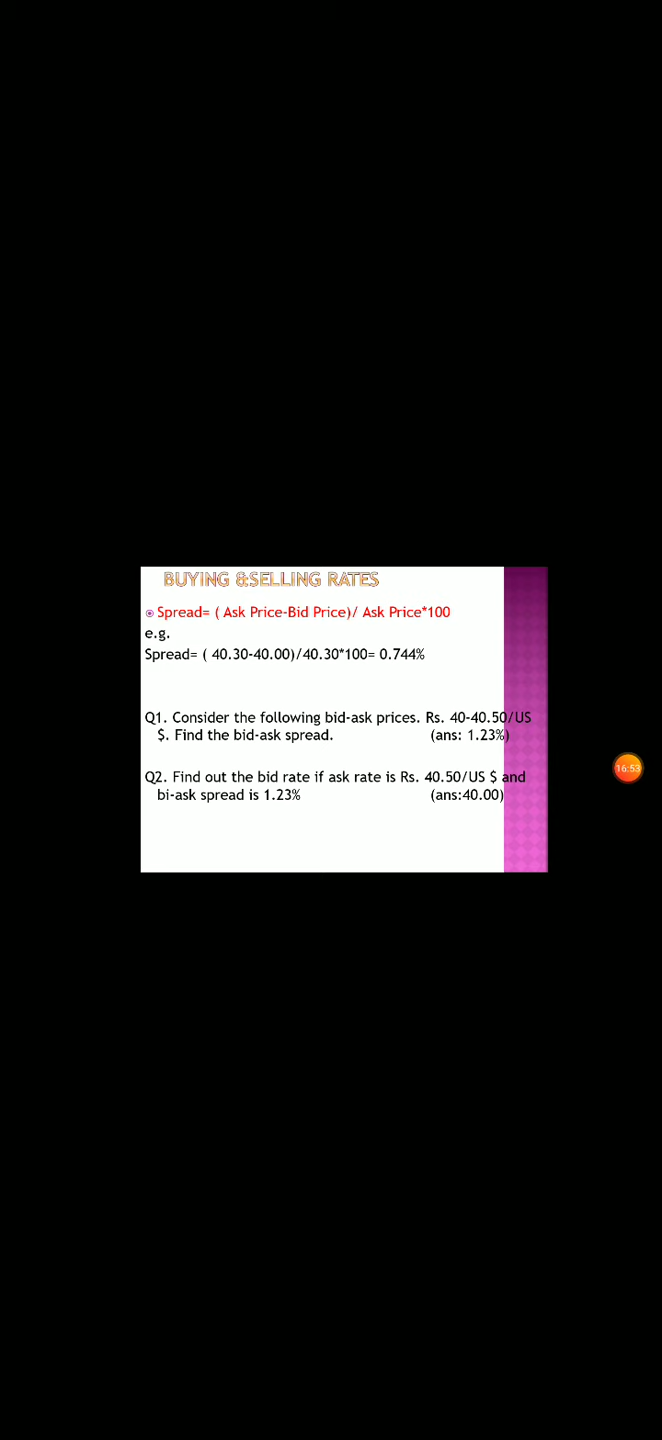 BUYING &SELLING RATES
Spread= ( Ask Price-Bid Price)/ Ask Price*100
e.g.
Spread= ( 40.30-40.00)/40.30*100= 0.744%
Q1. Consider the following bid-ask prices. Rs. 40-40.50/US
$. Find the bid-ask spread. (ans: 1.23%)
16:53
Q2. Find out the bid rate if ask rate is Rs. 40.50/US $ and
bi-ask spread is 1.23% (ans:40.00)